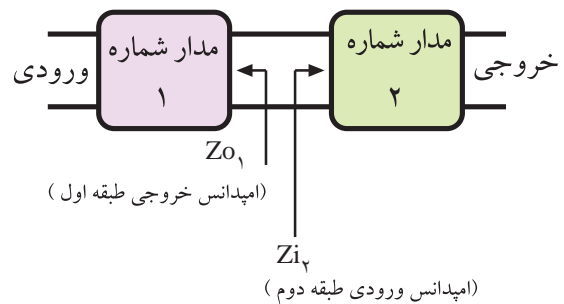 ورودی
مدار شماره
۱
مدار شماره
۲
خروجی
Zo۱
(امپدانس خروجی طبقه اول )
Zi۲
(امپدانس ورودی طبقه دوم )